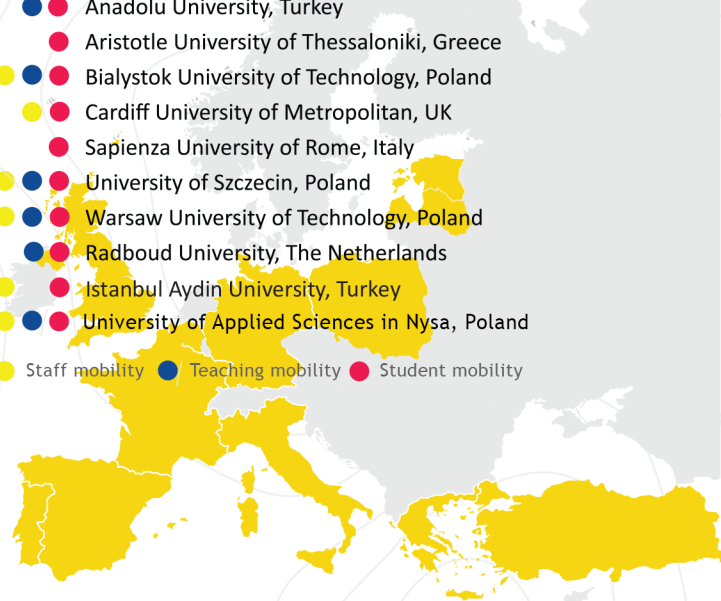 Anadolu University, Turkey
Aristotle University of Thessaloniki, Greece
Bialystok University of Technology, Poland
Cardiff University of Metropolitan, UK
Sapienza University of Rome, Italy
University of Szczecin, Poland
Warsaw University of Technology, Poland
Radboud University, The Netherlands
Istanbul Aydin University, Turkey
University of Applied Sciences in Nysa, Poland
Staff mobility Teaching mobility Student mobility